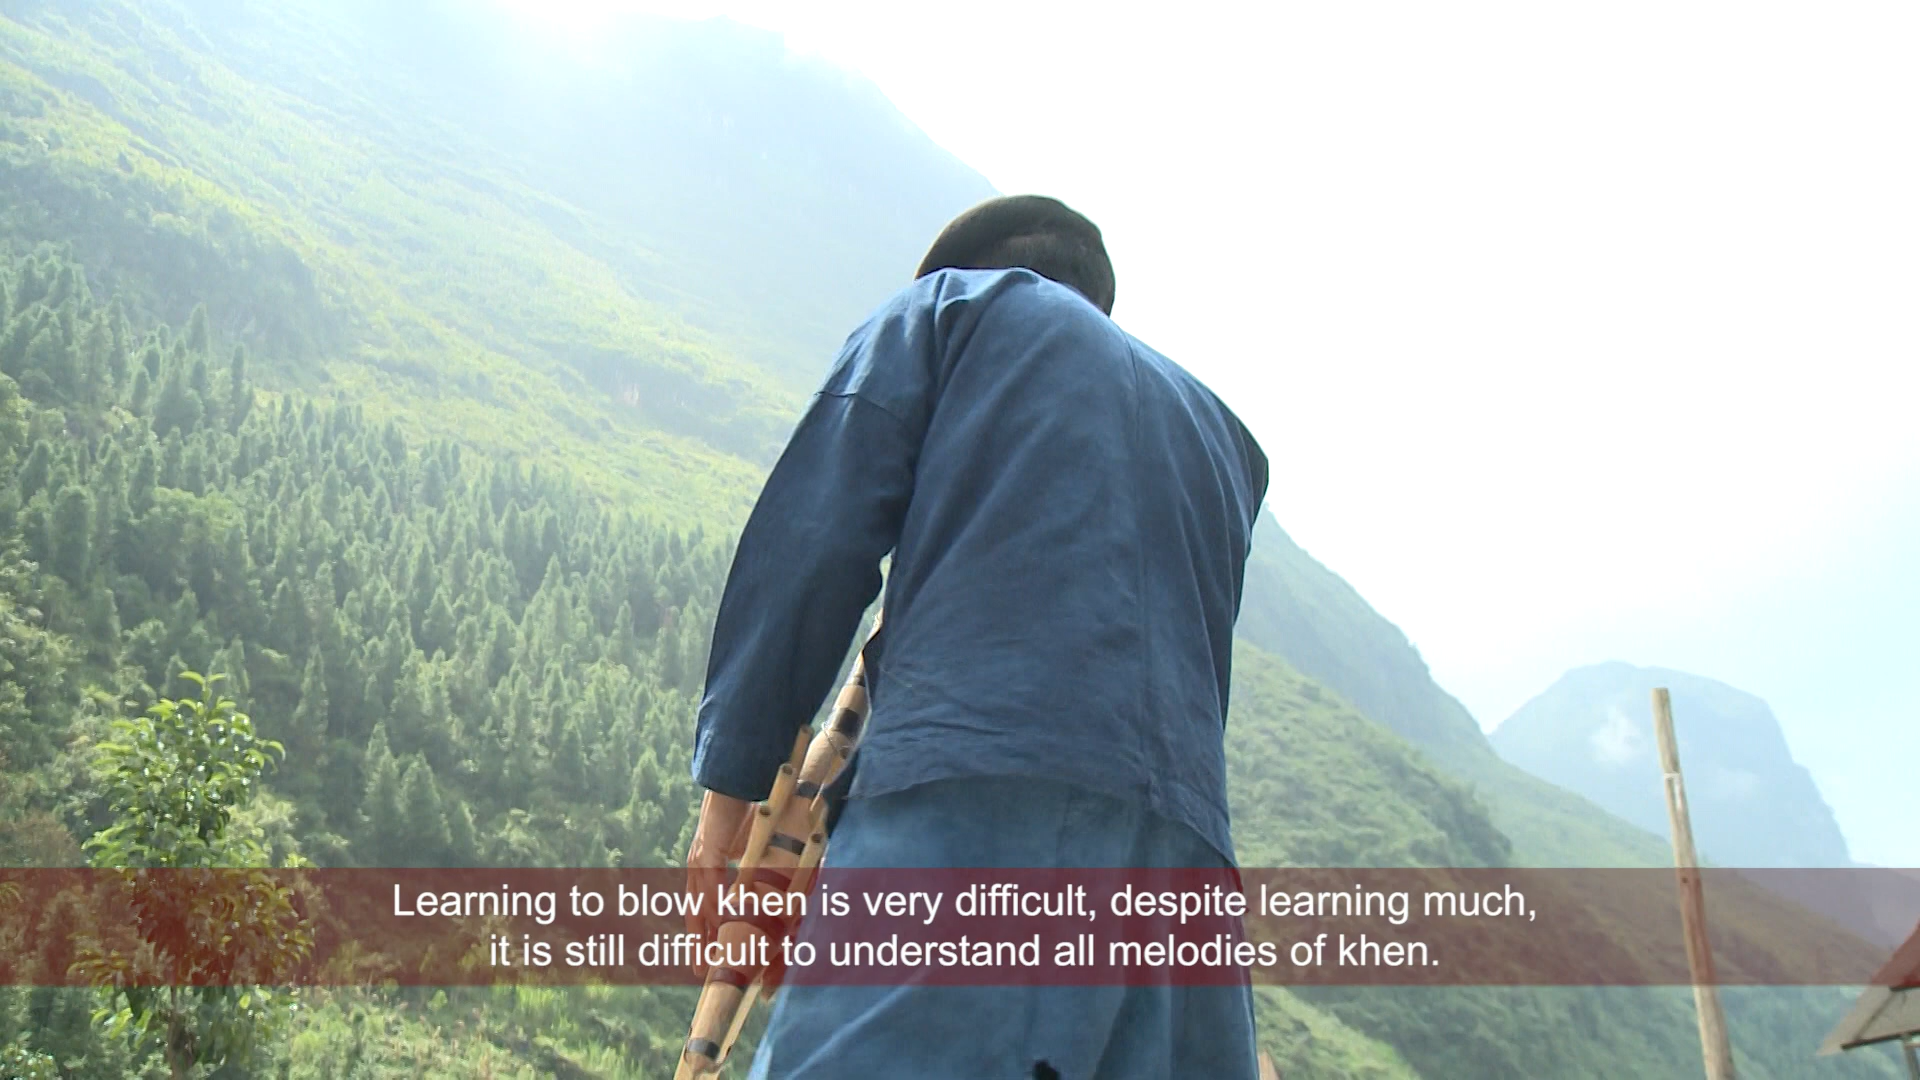 Learning to blow khen is very difficult, despite learning much,
it is still difficult to understand all melodies of khen.